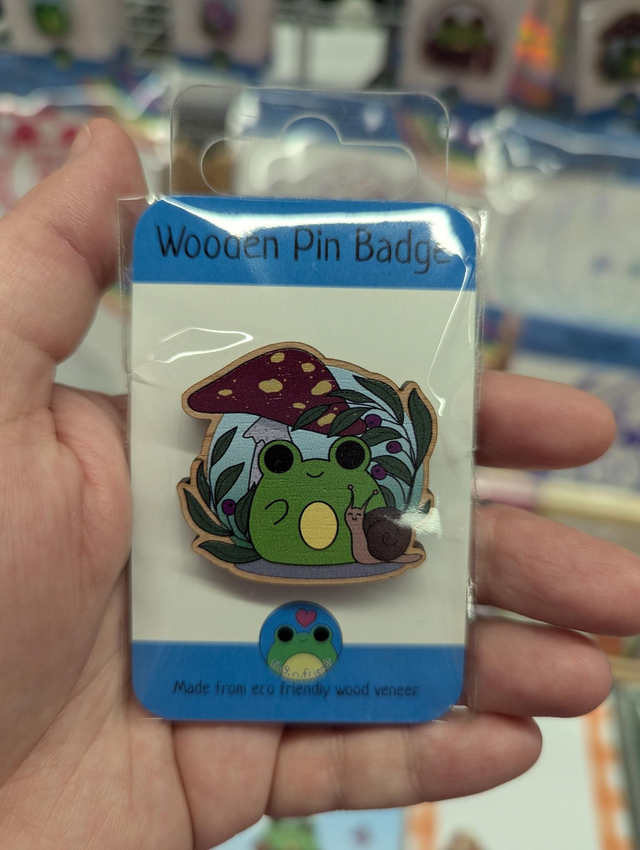 Wooden Pin Badge
Made from eco friendly wood veneer